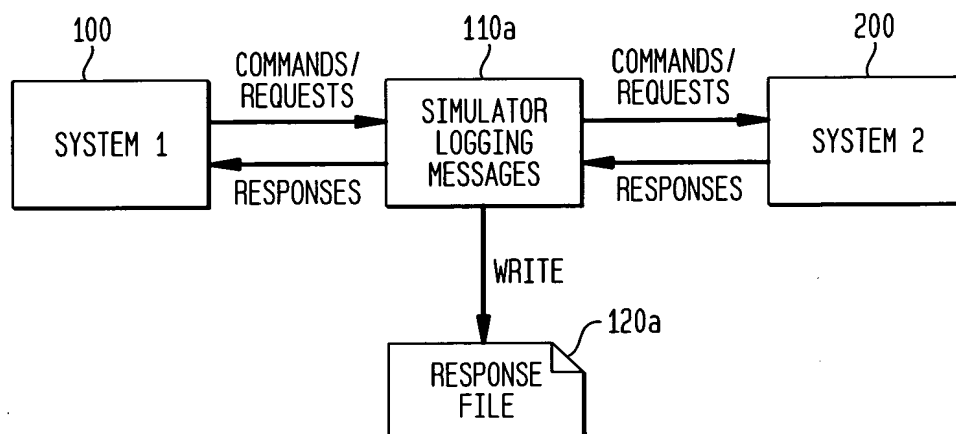 100
110a
200
COMMANDS/
REQUESTS
COMMANDS/
REQUESTS
SYSTEM 1
SIMULATOR
LOGGING
MESSAGES
SYSTEM 2
RESPONSES
RESPONSES
WRITE
120a
RESPONSE
FILE